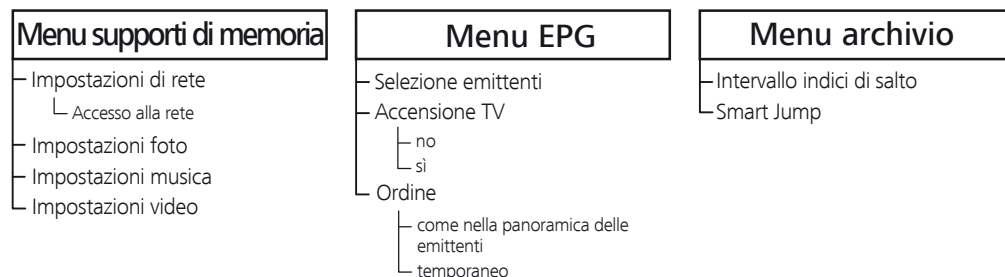 Menu supporti di memoria
Impostazioni di rete
Accesso alla rete
Impostazioni foto
Impostazioni musica
Impostazioni video
Menu EPG
Selezione emittenti
Accensione TV
no
sì
Ordine
come nella panoramica delle
emittenti
temporaneo
Menu archivio
Intervallo indici di salto
Smart Jump